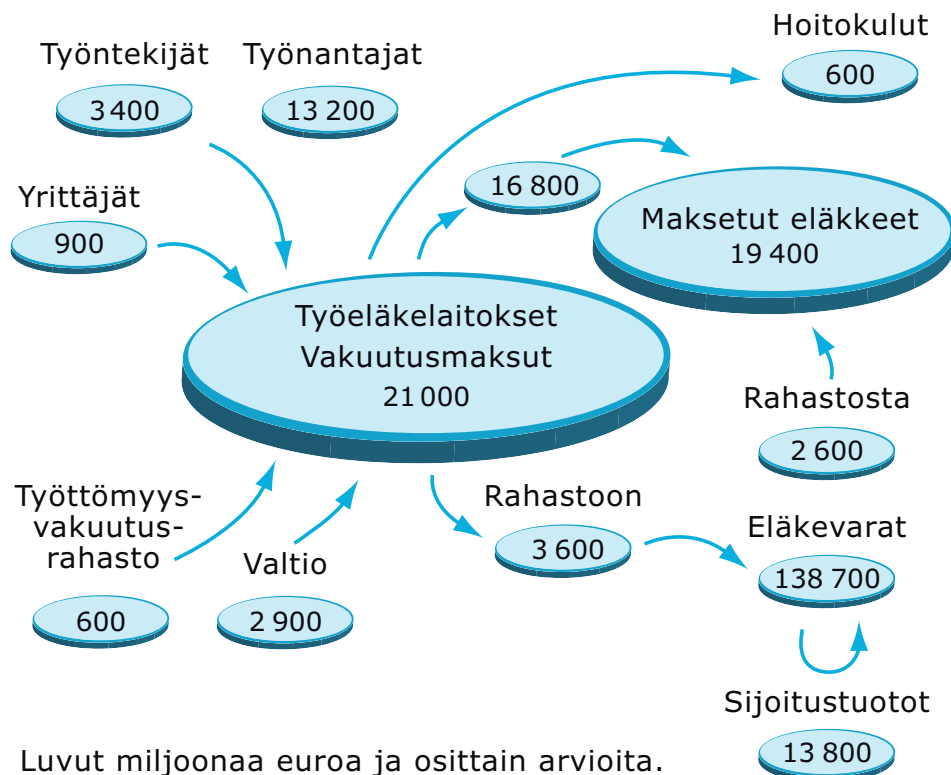 Työntekijät
3 400
Työnantajat
13 200
Hoitokulut
600
Yrittäjät
900
16 800
Maksetut eläkkeet
19 400
Työeläkelaitokset
Vakuutusmaksut
21 000
Rahastosta
2 600
Työttömyys-
vakuutus-
rahasto
600
Valtio
2 900
Rahastoon
3 600
Eläkevarat
138 700
Sijoitustuotot
13 800
Luvut miljoonaa euroa ja osittain arvioita.